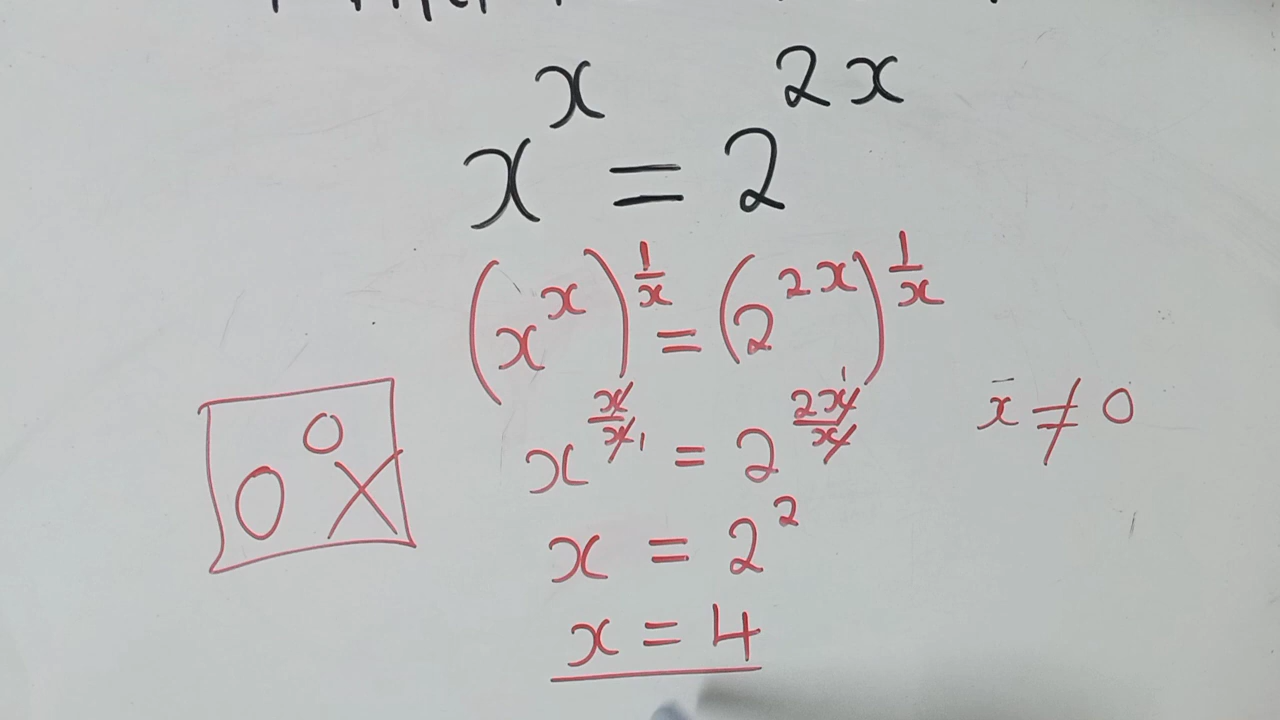 x^x = 2^{2x}
(x^x)^{1/x} = (2^{2x})^{1/x}
x^{x/x} = 2^{2x/x}
x ≠ 0
0^0 X
x = 2^2
x = 4